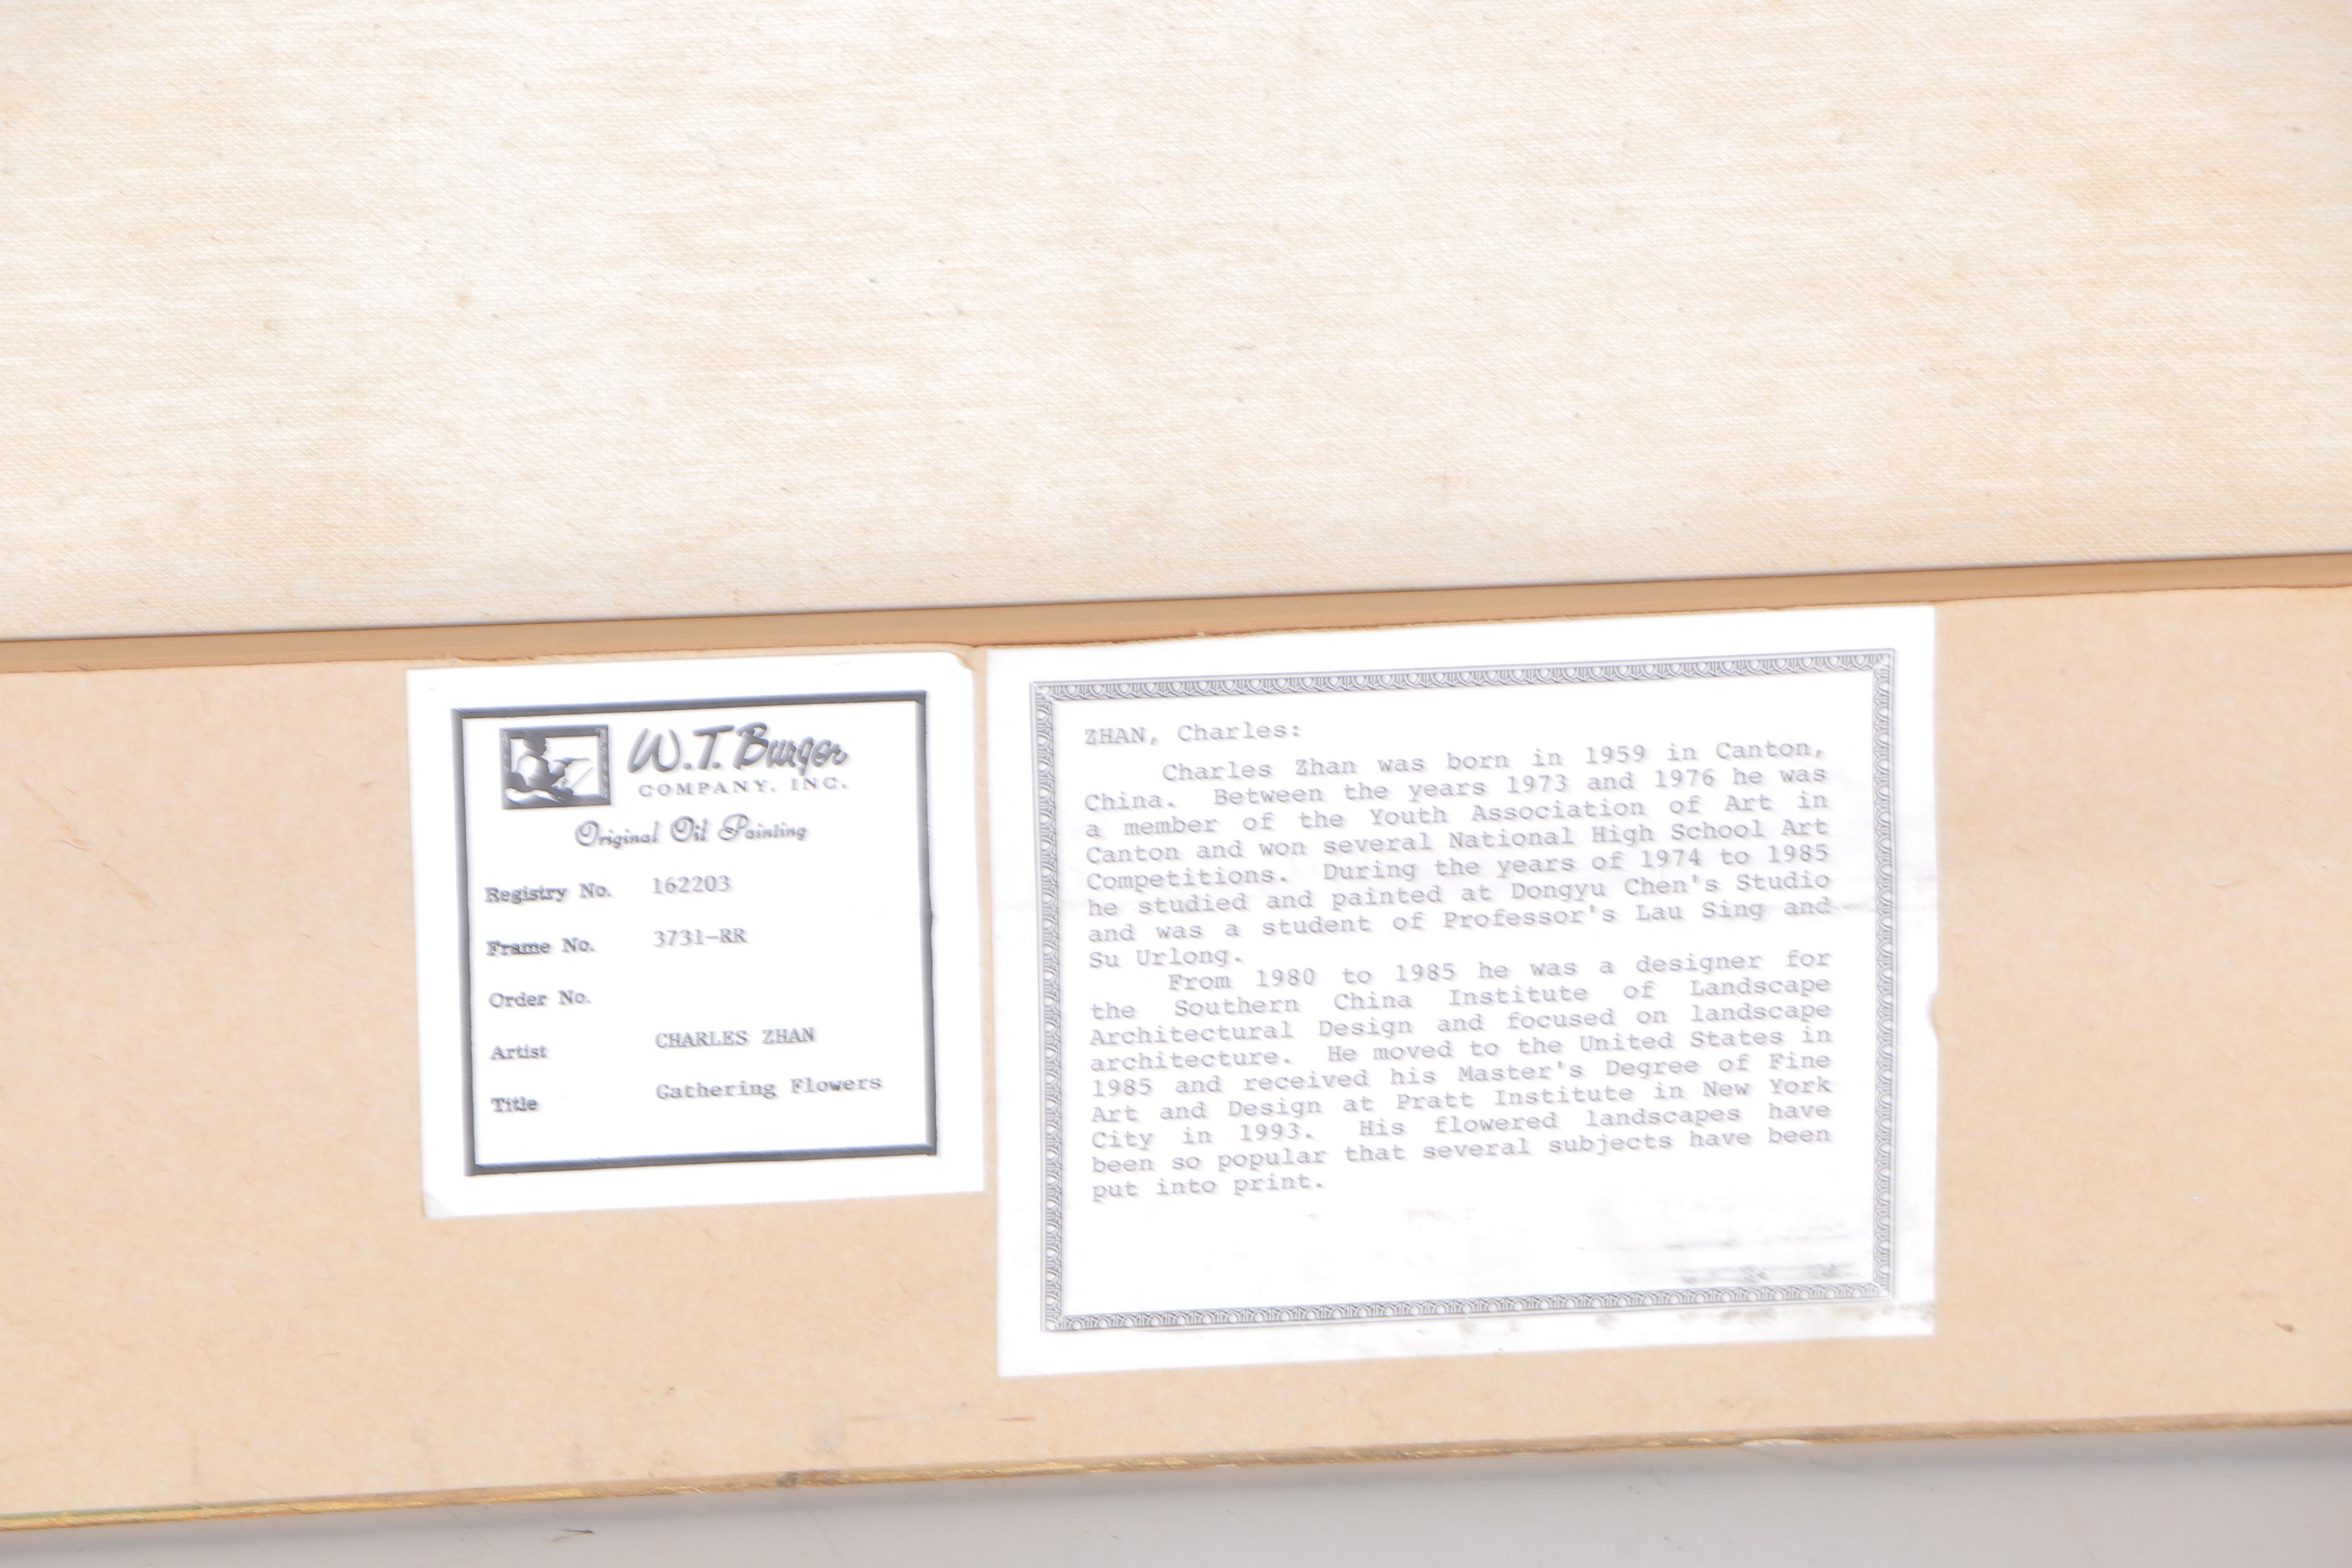 W.T. Burger
COMPANY, INC.
Original Oil Painting
Registry No. 162203
Frame No. 3731-RR
Order No.
Artist CHARLES ZHAN
Title Gathering Flowers
ZHAN, Charles:
Charles Zhan was born in 1959 in Canton,
China. Between the years 1973 and 1976 he was
a member of the Youth Association of Art in
Canton and won several National High School Art
Competitions. During the years of 1974 to 1985
he studied and painted at Dongyu Chen's Studio
and was a student of Professor's Lau Sing and
Su Urlong.
From 1980 to 1985 he was a designer for
the Southern China Institute of Landscape
Architectural Design and focused on landscape
architecture. He moved to the United States in
1985 and received his Master's Degree of Fine
Art and Design at Pratt Institute in New York
City in 1993. His flowered landscapes have
been so popular that several subjects have been
put into print.